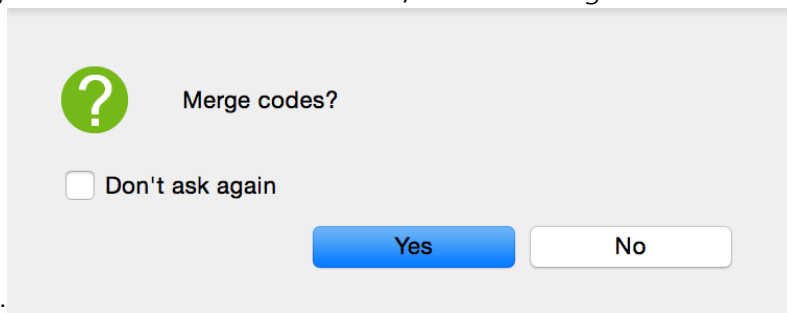 ?
Merge codes?
Don't ask again
Yes No
.